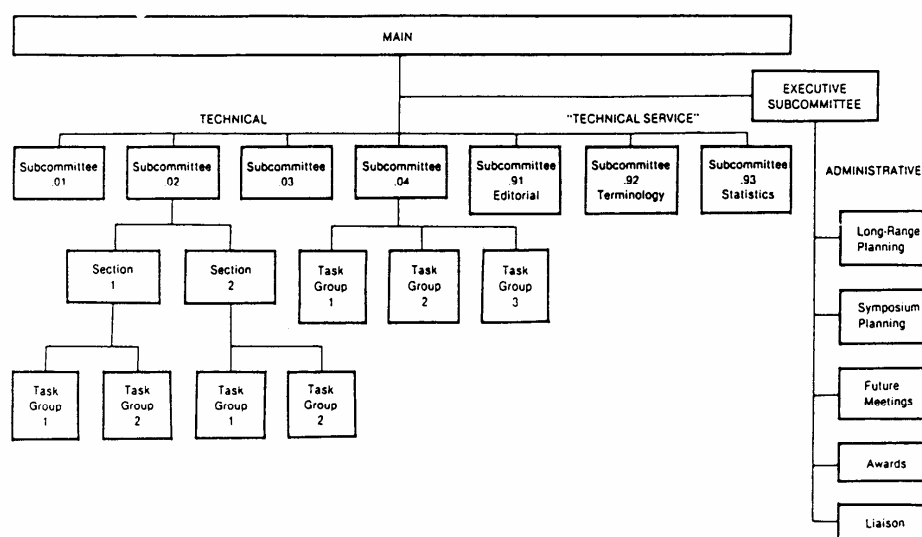 MAIN
EXECUTIVE
SUBCOMMITTEE
TECHNICAL
"TECHNICAL SERVICE"
ADMINISTRATIVE
Subcommittee
.01
Subcommittee
.02
Subcommittee
.03
Subcommittee
.04
Subcommittee
.91
Editorial
Subcommittee
.92
Terminology
Subcommittee
.93
Statistics
Section
1
Section
2
Task
Group
1
Task
Group
2
Task
Group
3
Task
Group
1
Task
Group
2
Task
Group
1
Task
Group
2
Long-Range
Planning
Symposium
Planning
Future
Meetings
Awards
Liaison